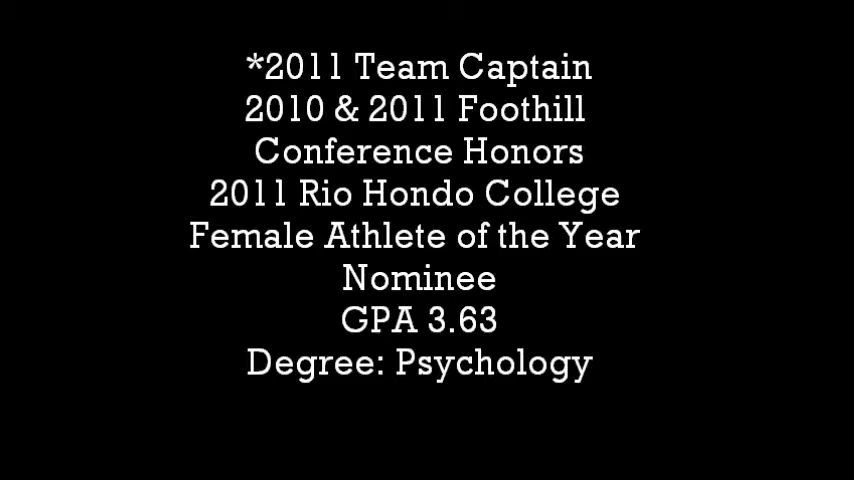 *2011 Team Captain
2010 & 2011 Foothill
Conference Honors
2011 Rio Hondo College
Female Athlete of the Year
Nominee
GPA 3.63
Degree: Psychology